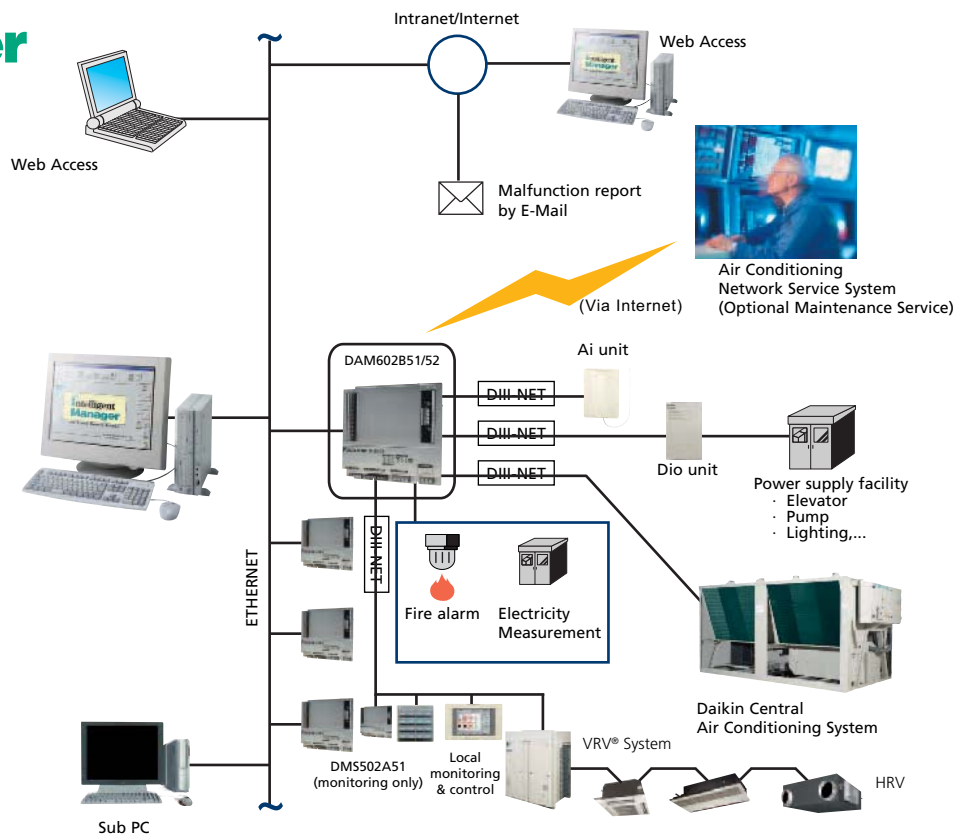 er
Intranet/Internet
Web Access
Intelligent
Manager
Web Access
Malfunction report
by E-Mail
Air Conditioning
Network Service System
(Optional Maintenance Service)
(Via Internet)
DAM602B51/52
Ai unit
DIII-NET
DIII-NET
DIII-NET
Dio unit
Power supply facility
· Elevator
· Pump
· Lighting,...
Intelligent
Manager
DIII-NET
ETHERNET
Fire alarm
Electricity
Measurement
Daikin Central
Air Conditioning System
DMS502A51
(monitoring only)
Local
monitoring
& control
VRV® System
HRV
Sub PC